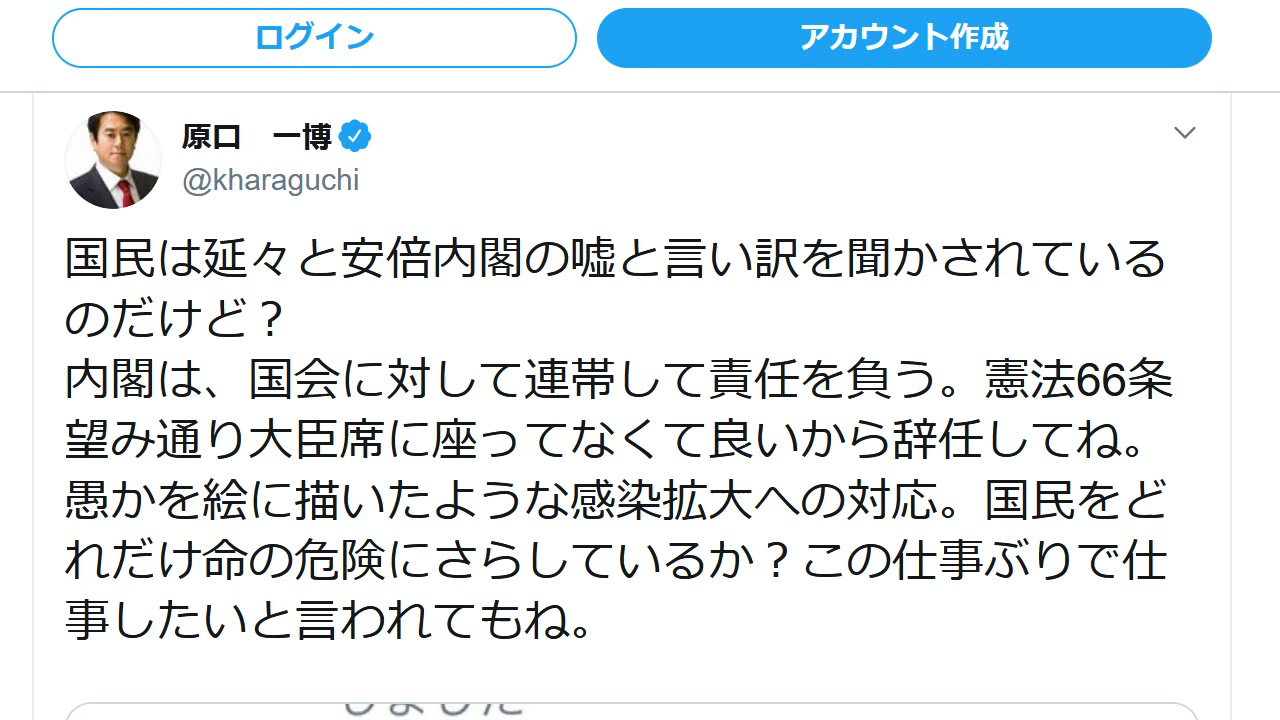 ログイン
アカウント作成
原口　一博
@kharaguchi
国民は延々と安倍内閣の嘘と言い訳を聞かされている
のだけど？
内閣は、国会に対して連帯して責任を負う。憲法66条
望み通り大臣席に座ってなくて良いから辞任してね。
愚かを絵に描いたような感染拡大への対応。国民をど
れだけ命の危険にさらしているか？この仕事ぶりで仕
事したいと言われてもね。
しました